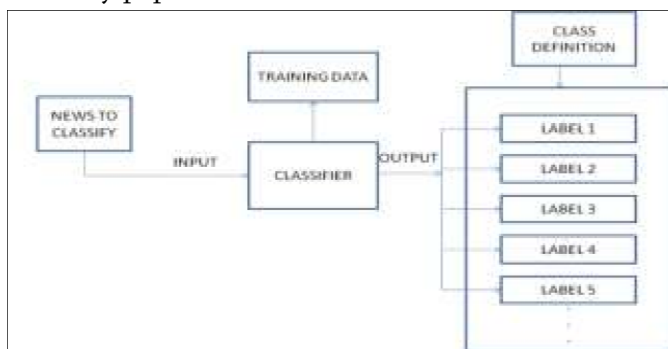 CLASS
DEFINITION
TRAINING DATA
NEWS TO
CLASSIFY
INPUT
CLASSIFIER
OUTPUT
LABEL 1
LABEL 2
LABEL 3
LABEL 4
LABEL 5